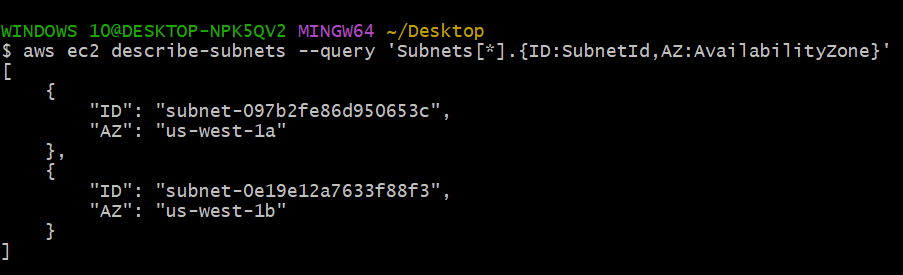 WINDOWS 10@DESKTOP-NPK5QV2 MINGW64 ~/Desktop
$ aws ec2 describe-subnets --query 'Subnets[*].{ID:SubnetId,AZ:AvailabilityZone}'
[
    {
        "ID": "subnet-097b2fe86d950653c",
        "AZ": "us-west-1a"
    },
    {
        "ID": "subnet-0e19e12a7633f88f3",
        "AZ": "us-west-1b"
    }
]